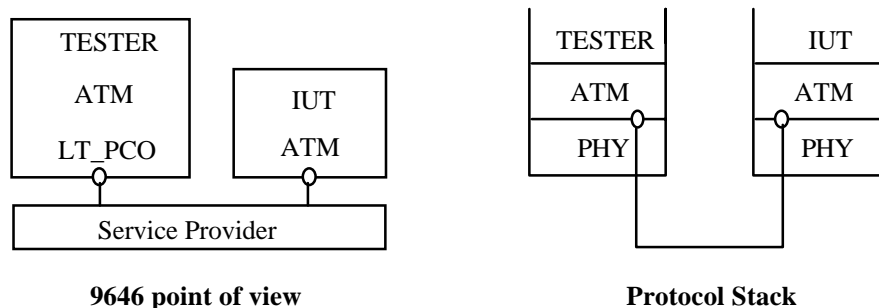 TESTER
ATM
LT_PCO
IUT
ATM
Service Provider
9646 point of view
TESTER
ATM
PHY
IUT
ATM
PHY
Protocol Stack